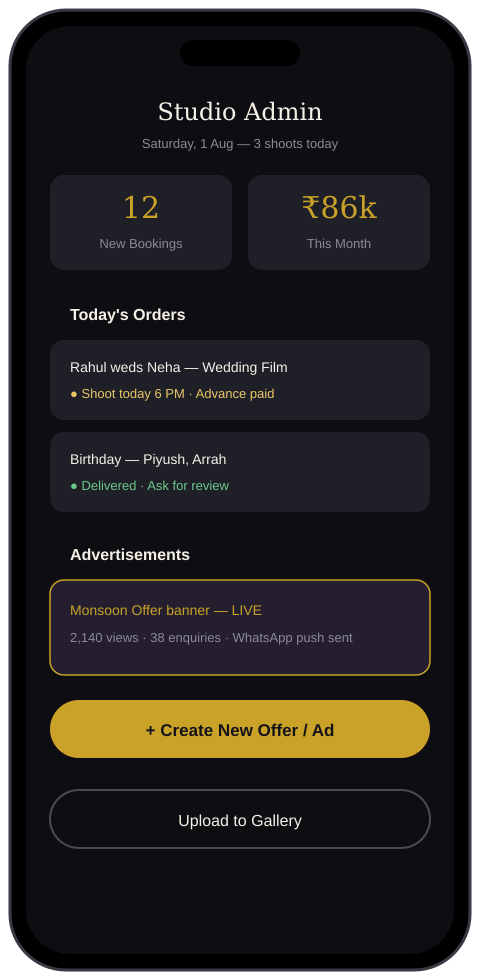 Studio Admin
Saturday, 1 Aug — 3 shoots today
12
New Bookings
₹86k
This Month
Today's Orders
Rahul weds Neha — Wedding Film
● Shoot today 6 PM · Advance paid
Birthday — Piyush, Arrah
● Delivered · Ask for review
Advertisements
Monsoon Offer banner — LIVE
2,140 views · 38 enquiries · WhatsApp push sent
+ Create New Offer / Ad
Upload to Gallery